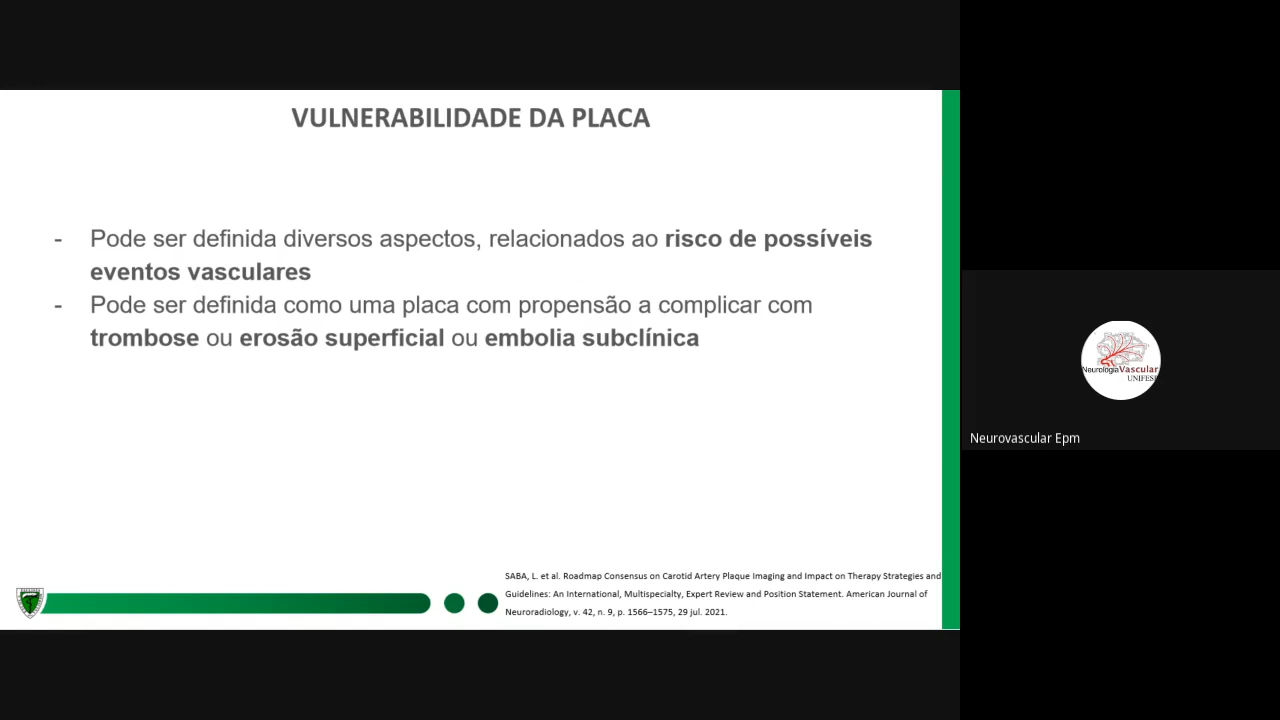 VULNERABILIDADE DA PLACA
- Pode ser definida diversos aspectos, relacionados ao risco de possíveis
eventos vasculares
- Pode ser definida como uma placa com propensão a complicar com
trombose ou erosão superficial ou embolia subclínica
SABA, L. et al. Roadmap Consensus on Carotid Artery Plaque Imaging and Impact on Therapy Strategies and
Guidelines: An International, Multispecialty, Expert Review and Position Statement. American Journal of
Neuroradiology, v. 42, n. 9, p. 1566–1575, 29 jul. 2021.
NeurologiaVascular
UNIFESP
Neurovascular Epm